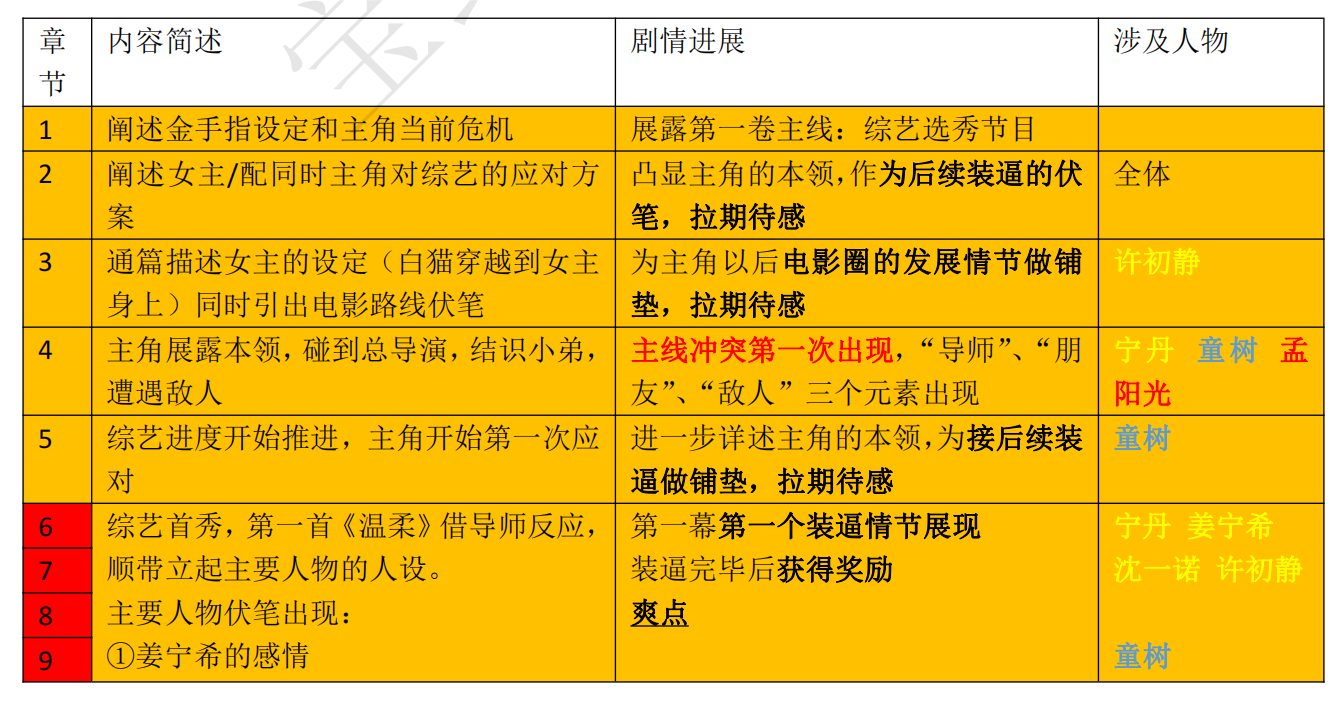 章 内容简述 剧情进展 涉及人物
节
1 阐述金手指设定和主角当前危机 展露第一卷主线：综艺选秀节目
2 阐述女主/配同时主角对综艺的应对方 凸显主角的本领，作为后续装逼的伏 全体
案 笔，拉期待感
3 通篇描述女主的设定（白猫穿越到女主 为主角以后电影圈的发展情节做铺 许初静
身上）同时引出电影路线伏笔 垫，拉期待感
4 主角展露本领，碰到总导演，结识小弟， 主线冲突第一次出现，“导师”、“朋 宁丹 童树 孟
遭遇敌人 友”、“敌人”三个元素出现 阳光
5 综艺进度开始推进，主角开始第一次应 进一步详述主角的本领，为接后续装 童树
对 逼做铺垫，拉期待感
6 综艺首秀，第一首《温柔》借导师反应， 第一幕第一个装逼情节展现 宁丹 姜宁希
7 顺带立起主要人物的人设。 装逼完毕后获得奖励 沈一诺 许初静
8 主要人物伏笔出现： 爽点
9 ①姜宁希的感情 童树
宝